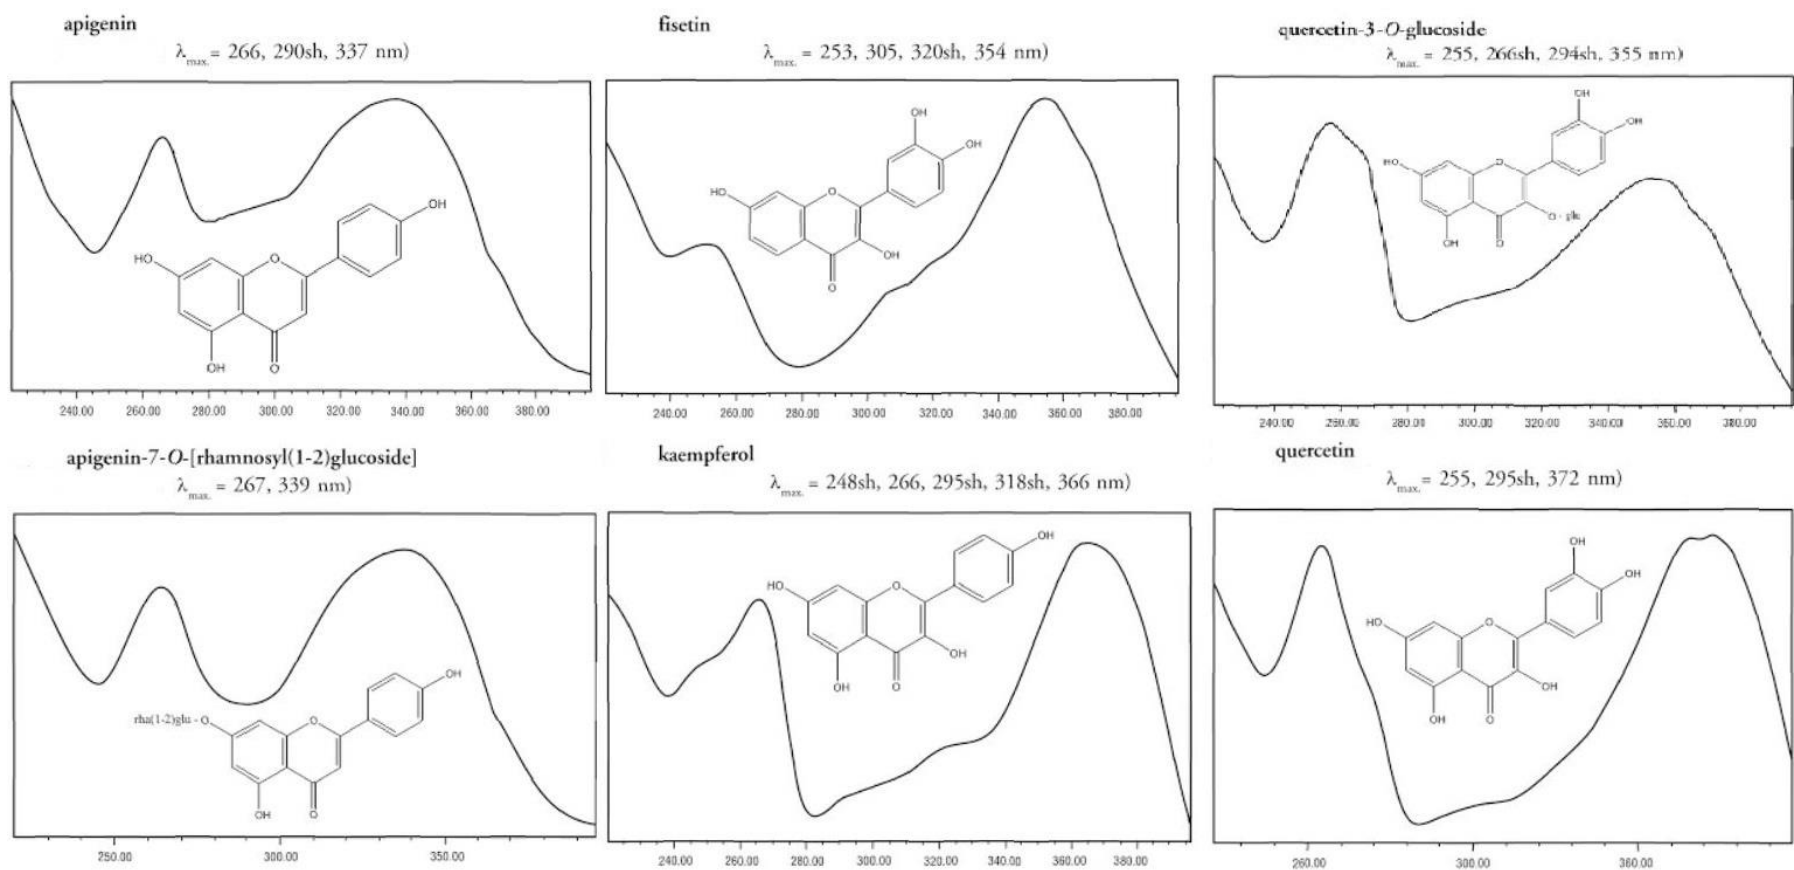 apigenin
λmax. = 266, 290sh, 337 nm)
HO
O
OH
OH
O
240.00 260.00 280.00 300.00 320.00 340.00 360.00 380.00
fisetin
λmax. = 253, 305, 320sh, 354 nm)
OH
OH
HO
O
OH
O
240.00 260.00 280.00 300.00 320.00 340.00 360.00 380.00
quercetin-3-O-glucoside
λmax. = 255, 266sh, 294sh, 355 nm)
OH
OH
HO
O
O - glu
OH
O
240.00 260.00 280.00 300.00 320.00 340.00 360.00 380.00
apigenin-7-O-[rhamnosyl(1-2)glucoside]
λmax. = 267, 339 nm)
OH
rha(1-2)glu - O
O
OH
O
250.00 300.00 350.00
kaempferol
λmax. = 248sh, 266, 295sh, 318sh, 366 nm)
OH
HO
O
OH
OH
O
240.00 260.00 280.00 300.00 320.00 340.00 360.00 380.00
quercetin
λmax. = 255, 295sh, 372 nm)
OH
OH
HO
O
OH
OH
O
260.00 300.00 360.00